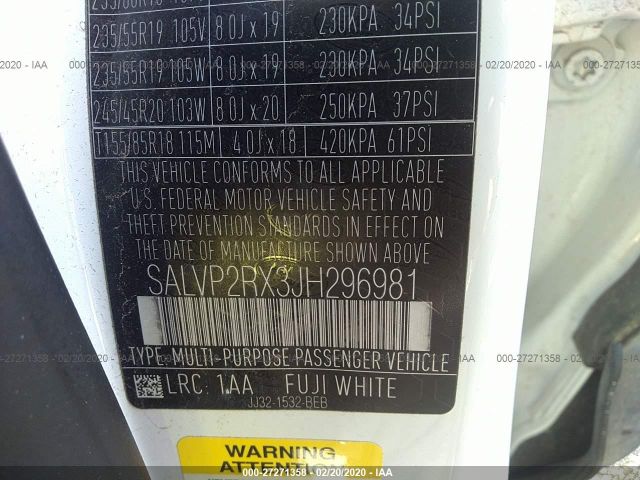 235/55R19 105V 8.0J x 19 230KPA 34PSI
235/55R19 105W 8.0J x 19 230KPA 34PSI
245/45R20 103W 8.0J x 20 250KPA 37PSI
T155/85R18 115M 4.0J x 18 420KPA 61PSI
THIS VEHICLE CONFORMS TO ALL APPLICABLE
U.S. FEDERAL MOTOR VEHICLE SAFETY AND
THEFT PREVENTION STANDARDS IN EFFECT ON
THE DATE OF MANUFACTURE SHOWN ABOVE
SALVP2RX3JH296981
TYPE: MULTI-PURPOSE PASSENGER VEHICLE
LRC: 1AA FUJI WHITE
JJ32-1532-BEB
WARNING
ATTENTION
000-27271358 - 02/20/2020 - IAA